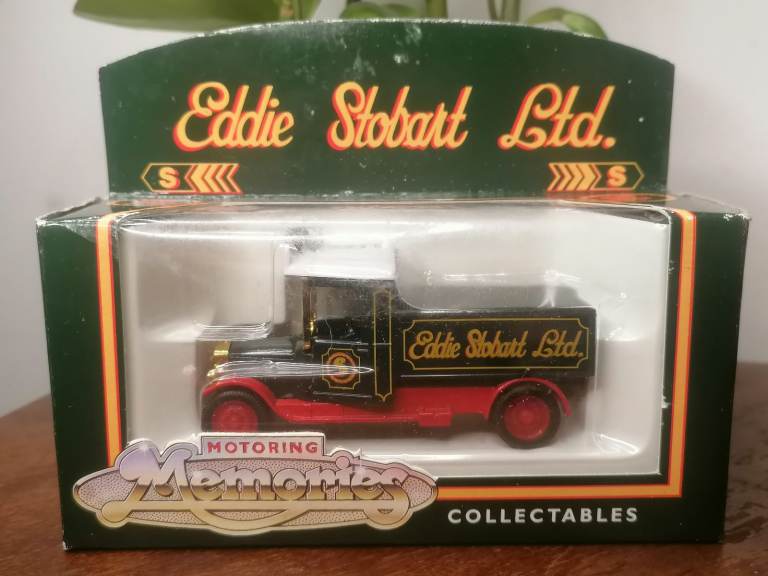 Eddie Stobart Ltd.
S S
Eddie Stobart Ltd.
S
MOTORING
Memories
COLLECTABLES